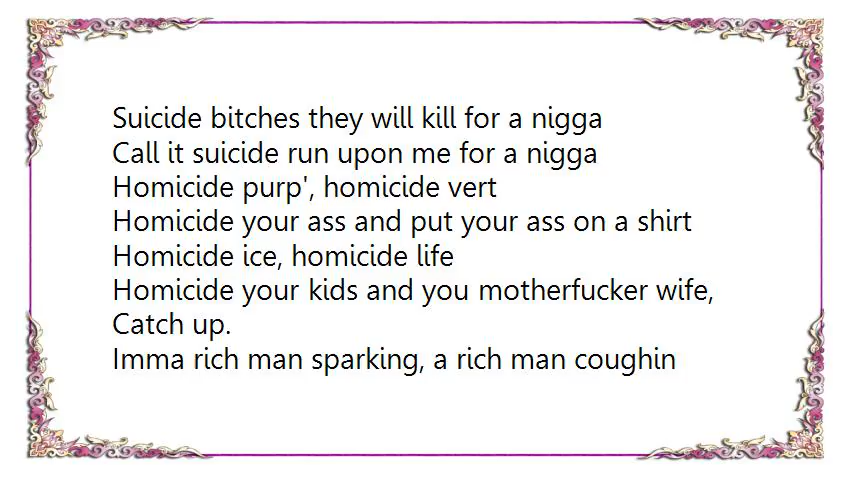 Suicide bitches they will kill for a nigga
Call it suicide run upon me for a nigga
Homicide purp', homicide vert
Homicide your ass and put your ass on a shirt
Homicide ice, homicide life
Homicide your kids and you motherfucker wife,
Catch up.
Imma rich man sparking, a rich man coughin